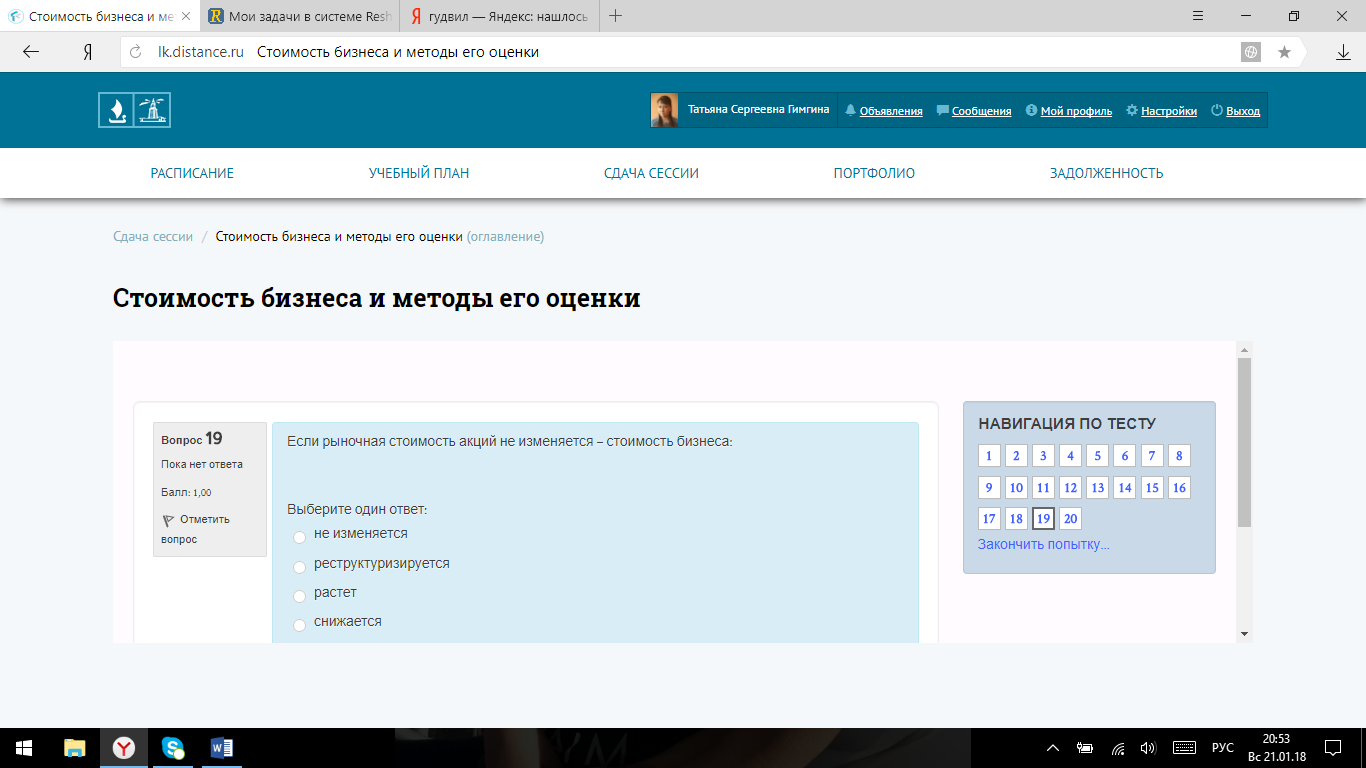 Стоимость бизнеса и ме
Мои задачи в системе Resh
гудвил — Яндекс: нашлось
lk.distance.ru Стоимость бизнеса и методы его оценки
Татьяна Сергеевна Гимгина Объявления Сообщения Мой профиль Настройки Выход
РАСПИСАНИЕ УЧЕБНЫЙ ПЛАН СДАЧА СЕССИИ ПОРТФОЛИО ЗАДОЛЖЕННОСТЬ
Сдача сессии / Стоимость бизнеса и методы его оценки (оглавление)
Стоимость бизнеса и методы его оценки
Вопрос 19
Пока нет ответа
Балл: 1,00
Отметить
вопрос
Если рыночная стоимость акций не изменяется – стоимость бизнеса:
Выберите один ответ:
не изменяется
реструктуризируется
растет
снижается
НАВИГАЦИЯ ПО ТЕСТУ
1 2 3 4 5 6 7 8
9 10 11 12 13 14 15 16
17 18 19 20
Закончить попытку...
РУС
20:53
Вс 21.01.18